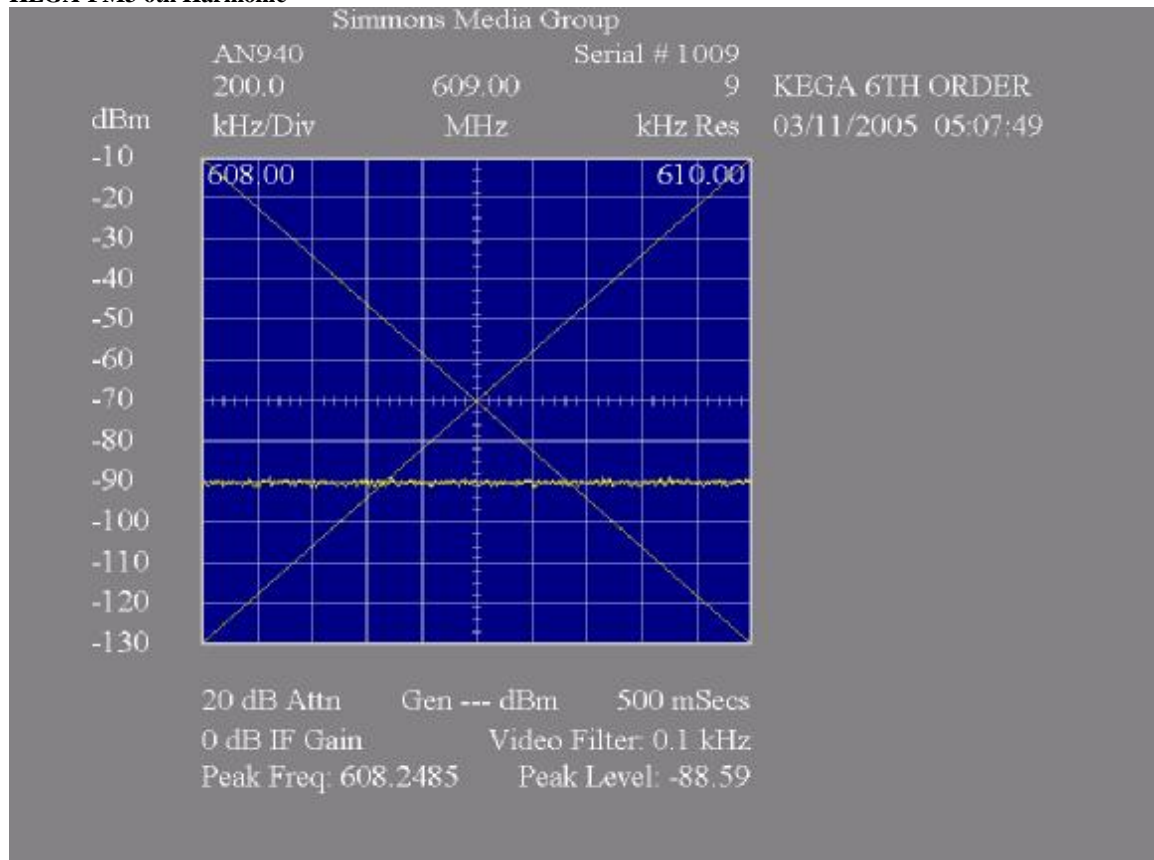 Simmons Media Group
AN940 Serial # 1009
200.0 609.00 9 KEGA 6TH ORDER
dBm kHz/Div MHz kHz Res 03/11/2005 05:07:49
-10
608.00 610.00
-20
-30
-40
-50
-60
-70
-80
-90
-100
-110
-120
-130
20 dB Attn Gen --- dBm 500 mSecs
0 dB IF Gain Video Filter: 0.1 kHz
Peak Freq: 608.2485 Peak Level: -88.59